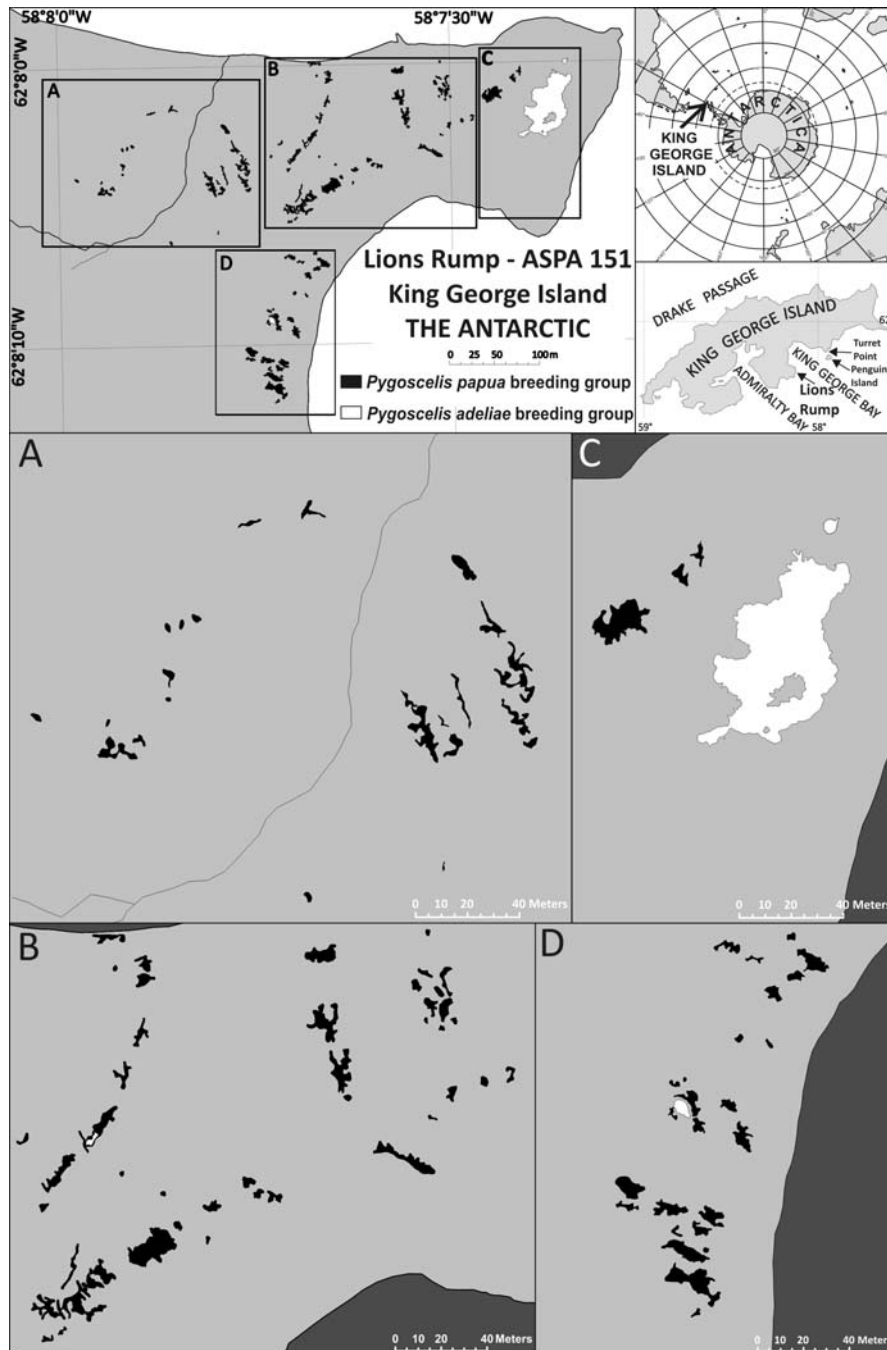 58°8'0"W
58°7'30"W
62°8'0"W
62°8'10"W
A
B
C
D
Lions Rump - ASPA 151
King George Island
THE ANTARCTIC
0 25 50 100m
Pygoscelis papua breeding group
Pygoscelis adeliae breeding group
ANTARCTICA
KING
GEORGE
ISLAND
DRAKE PASSAGE
KING GEORGE ISLAND
ADMIRALTY BAY
KING GEORGE BAY
Turret
Point
Penguin
Island
Lions
Rump
59°
58°
A
0 10 20 40 Meters
C
0 10 20 40 Meters
B
0 10 20 40 Meters
D
0 10 20 40 Meters